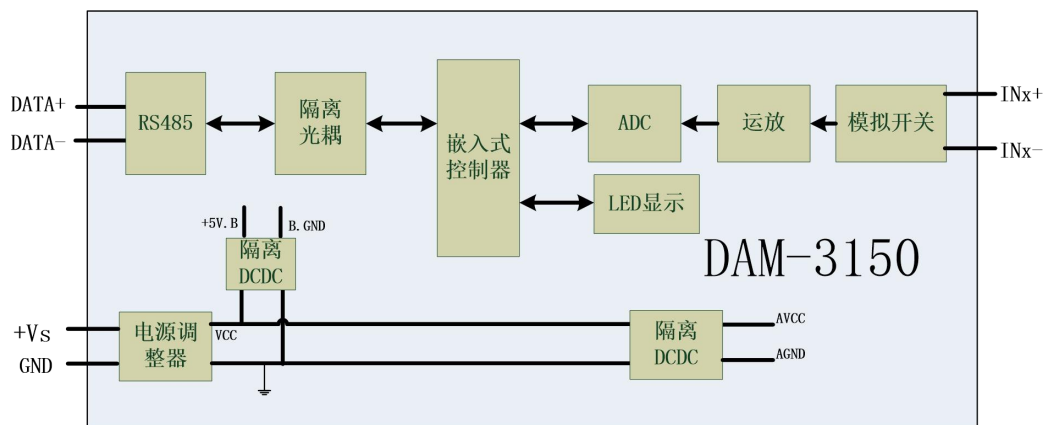 DATA+
DATA-
RS485
隔离
光耦
嵌入式
控制器
ADC
运放
模拟开关
INx+
INx-
LED显示
+5V.B
B.GND
隔离
DCDC
DAM-3150
+Vs
GND
电源调
整器
VCC
隔离
DCDC
AVCC
AGND